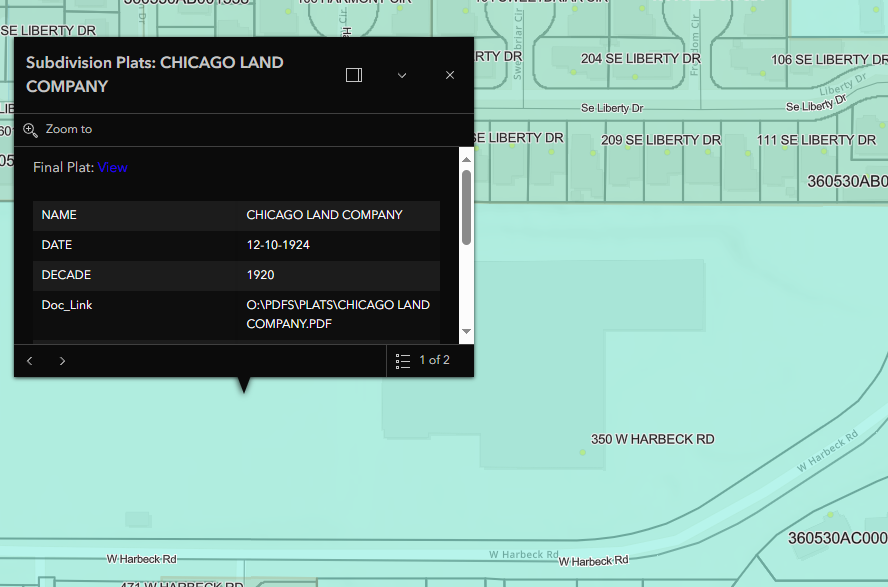 SE LIBERTY DR
204 SE LIBERTY DR
106 SE LIBERTY DR
Liberty Dr
Se Liberty Dr
Se Liberty Dr
SE LIBERTY DR
209 SE LIBERTY DR
111 SE LIBERTY DR
360530AB0
Subdivision Plats: CHICAGO LAND
COMPANY
Zoom to
Final Plat: View
NAME CHICAGO LAND COMPANY
DATE 12-10-1924
DECADE 1920
Doc_Link O:\PDFS\PLATS\CHICAGO LAND
COMPANY.PDF
1 of 2
350 W HARBECK RD
W Harbeck Rd
360530AC000
W Harbeck Rd
W Harbeck Rd
W Harbeck Rd
471 W HARBECK RD